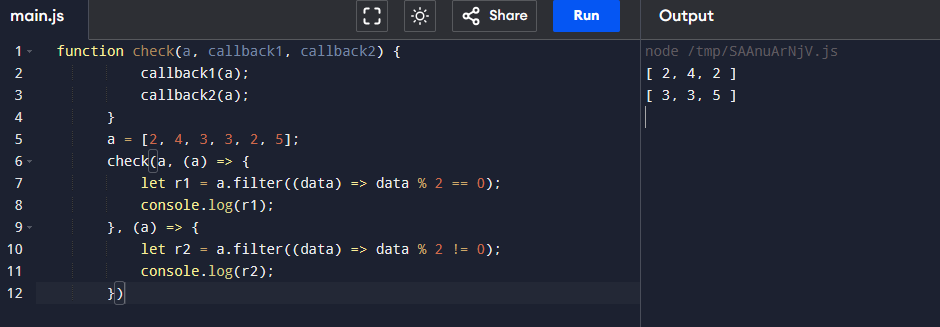 main.js Share Run Output
1 function check(a, callback1, callback2) { node /tmp/SAAnuArNjV.js
2 callback1(a); [ 2, 4, 2 ]
3 callback2(a); [ 3, 3, 5 ]
4 }
5 a = [2, 4, 3, 3, 2, 5];
6 check(a, (a) => {
7 let r1 = a.filter((data) => data % 2 == 0);
8 console.log(r1);
9 }, (a) => {
10 let r2 = a.filter((data) => data % 2 != 0);
11 console.log(r2);
12 })